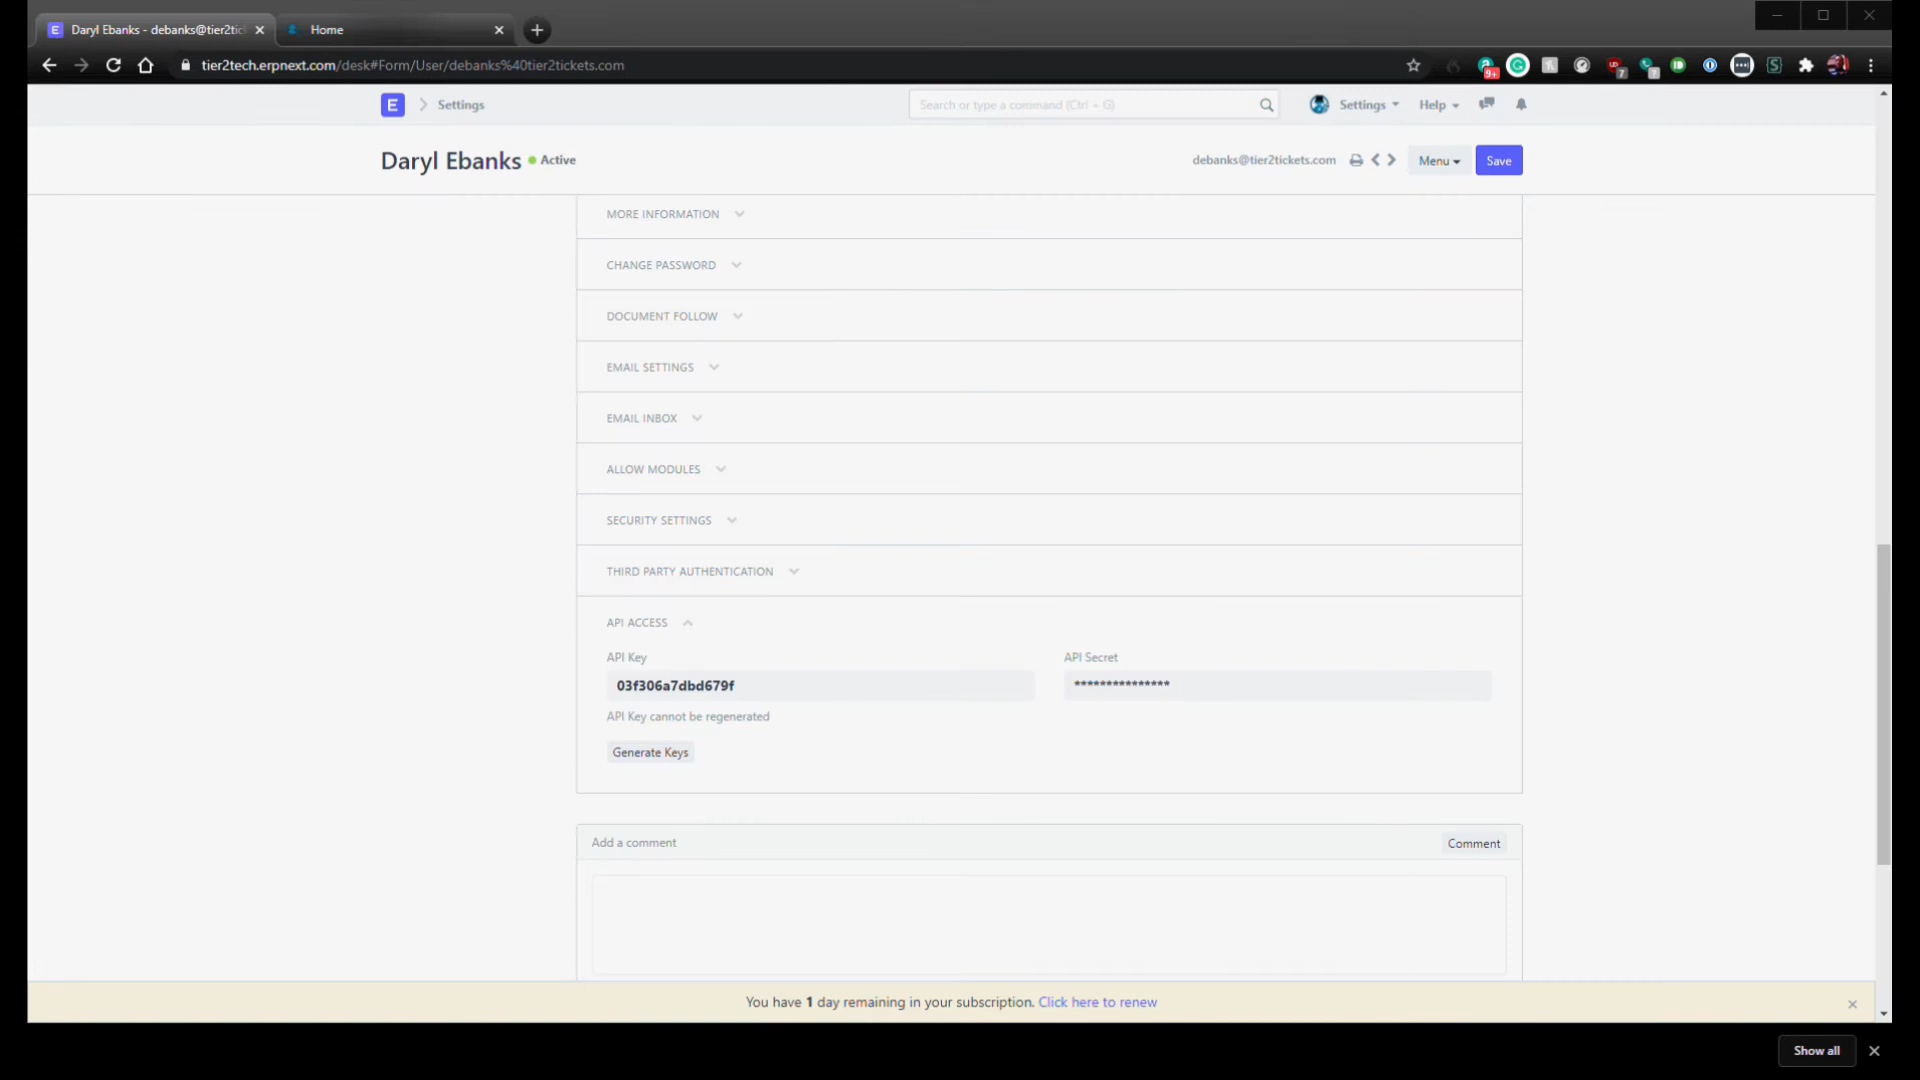 E Daryl Ebanks - debanks@tier2tic
Home
tier2tech.erpnext.com/desk#Form/User/debanks%40tier2tickets.com
9+
7
?
E Settings
Search or type a command (Ctrl + G)
Settings
Help
Daryl Ebanks Active
debanks@tier2tickets.com
Menu
Save
MORE INFORMATION
CHANGE PASSWORD
DOCUMENT FOLLOW
EMAIL SETTINGS
EMAIL INBOX
ALLOW MODULES
SECURITY SETTINGS
THIRD PARTY AUTHENTICATION
API ACCESS
API Key
API Secret
03f306a7dbd679f
***************
API Key cannot be regenerated
Generate Keys
Add a comment
Comment
You have 1 day remaining in your subscription. Click here to renew
Show all